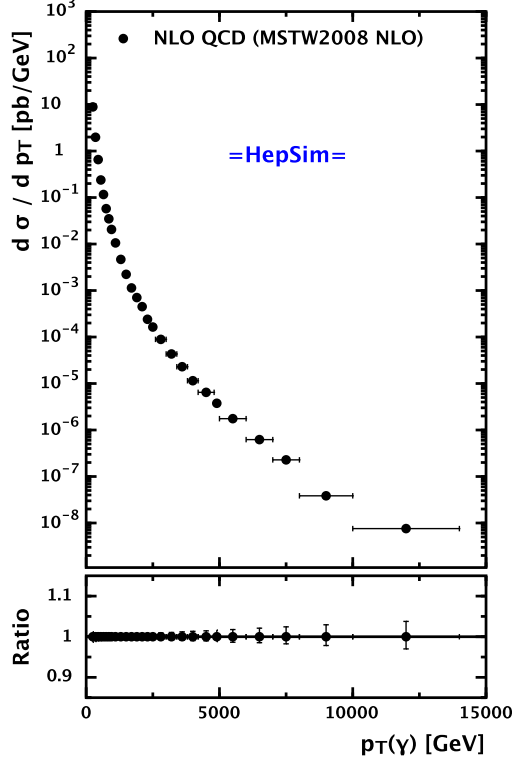 10³
10²
10
1
10⁻¹
10⁻²
10⁻³
10⁻⁴
10⁻⁵
10⁻⁶
10⁻⁷
10⁻⁸
d σ / d pT [pb/GeV]
NLO QCD (MSTW2008 NLO)
=HepSim=
1.1
1
0.9
Ratio
0 5000 10000 15000
pT(γ) [GeV]